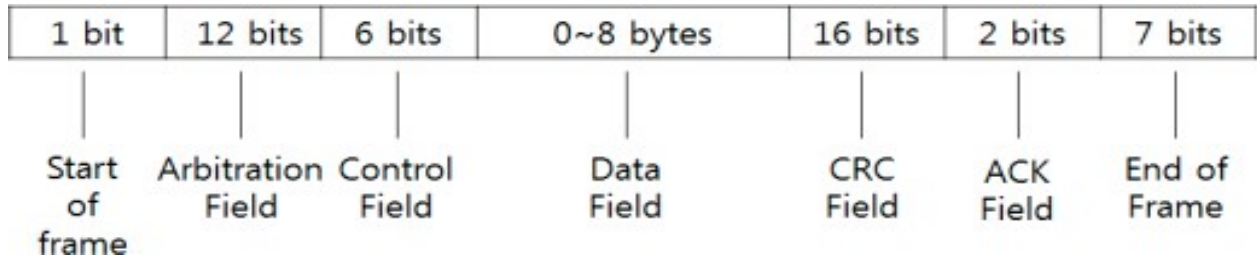 1 bit 12 bits 6 bits 0~8 bytes 16 bits 2 bits 7 bits
Start of frame
Arbitration Field
Control Field
Data Field
CRC Field
ACK Field
End of Frame